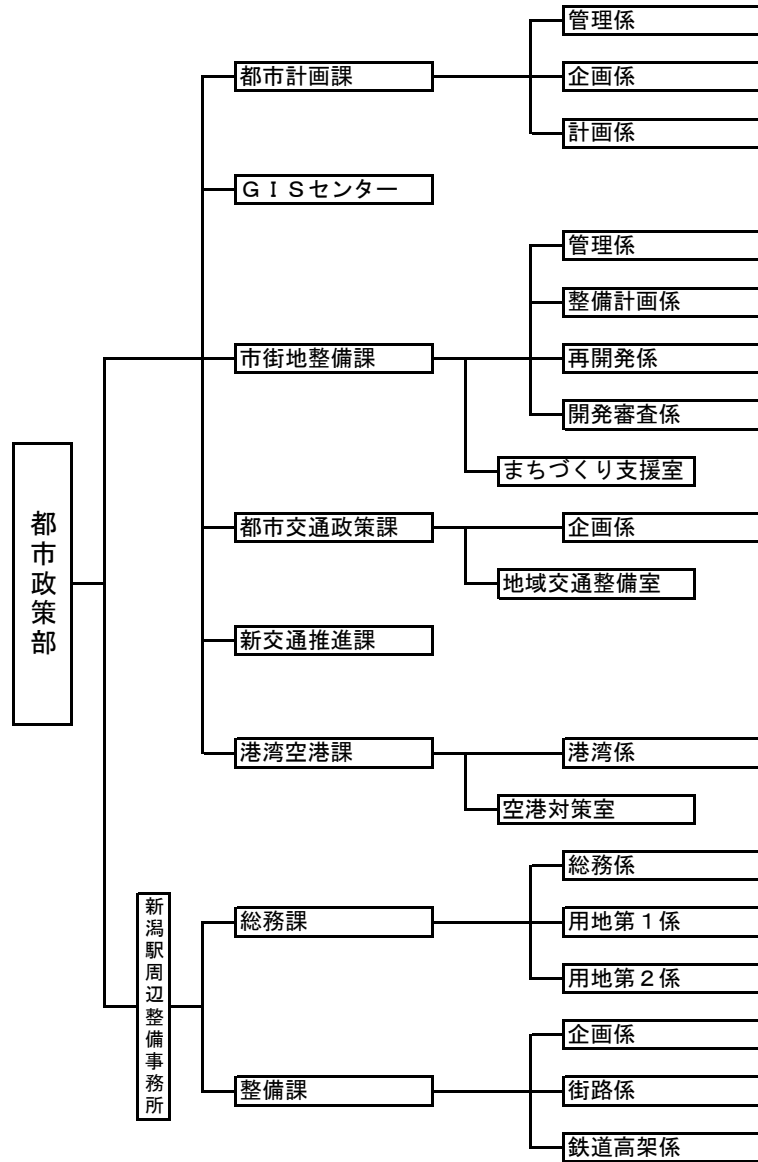 都市政策部
都市計画課
管理係
企画係
計画係
ＧＩＳセンター
市街地整備課
管理係
整備計画係
再開発係
開発審査係
まちづくり支援室
都市交通政策課
企画係
地域交通整備室
新交通推進課
港湾空港課
港湾係
空港対策室
新潟駅周辺整備事務所
総務課
総務係
用地第１係
用地第２係
整備課
企画係
街路係
鉄道高架係